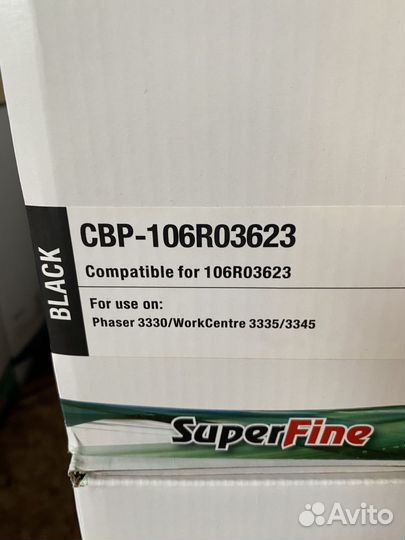 BLACK
CBP-106R03623
Compatible for 106R03623
For use on:
Phaser 3330/WorkCentre 3335/3345
SuperFine
Avito